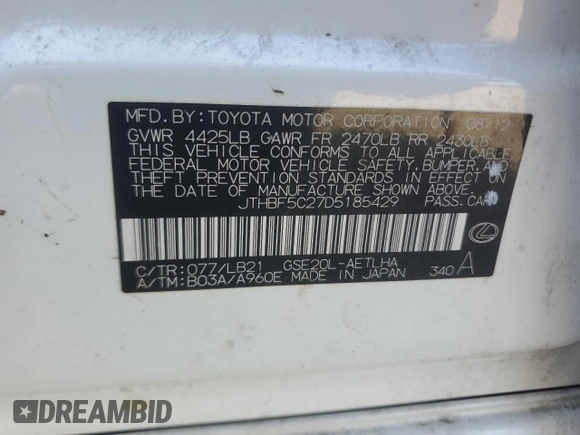 MFD. BY: TOYOTA MOTOR CORPORATION 08/12
GVWR 4425LB GAWR FR 2470LB RR 2430LB
THIS VEHICLE CONFORMS TO ALL APPLICABLE
FEDERAL MOTOR VEHICLE SAFETY, BUMPER, AND
THEFT PREVENTION STANDARDS IN EFFECT ON
THE DATE OF MANUFACTURE SHOWN ABOVE.
JTHBF5C27D5185429 PASS. CAR
C/TR: 077/LB21 GSE20L-AETLHA
A/TM: B03A/A960E MADE IN JAPAN 340 A
DREAMBID